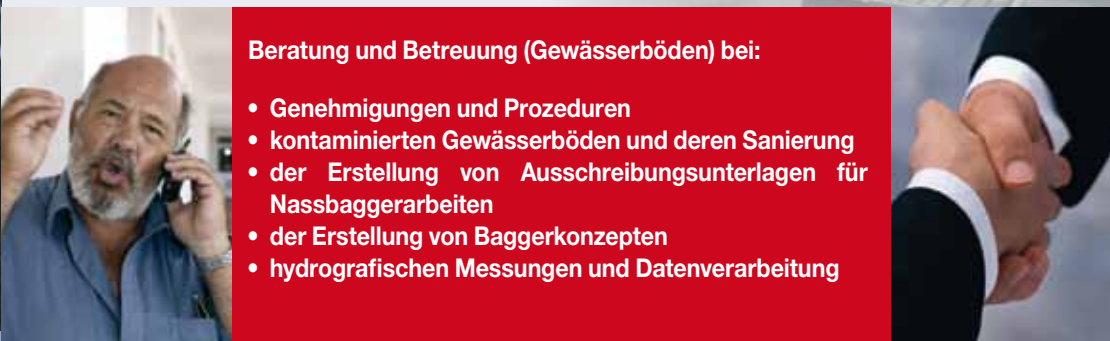 Beratung und Betreuung (Gewässerböden) bei:
• Genehmigungen und Prozeduren
• kontaminierten Gewässerböden und deren Sanierung
• der Erstellung von Ausschreibungsunterlagen für
Nassbaggerarbeiten
• der Erstellung von Baggerkonzepten
• hydrografischen Messungen und Datenverarbeitung